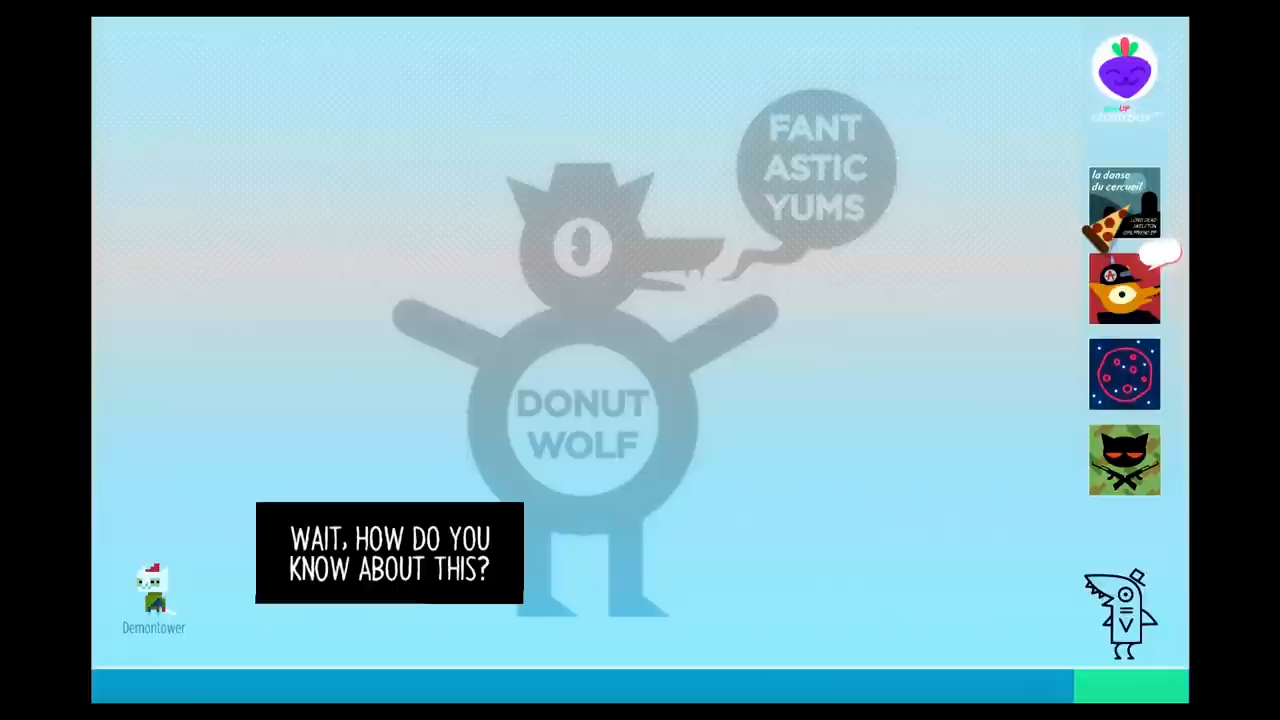 FANT
ASTIC
YUMS
la danse
du cercueil
DONUT
WOLF
WAIT, HOW DO YOU
KNOW ABOUT THIS?
Demontower